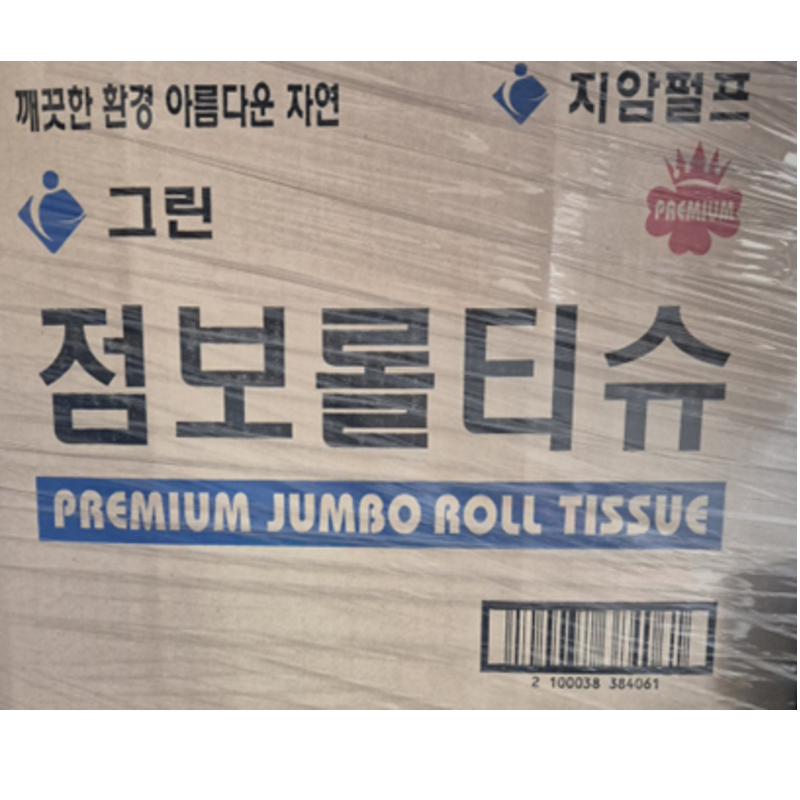 깨끗한 환경 아름다운 자연
지암펄프
PREMIUM
그린
점보롤티슈
PREMIUM JUMBO ROLL TISSUE
2 100038 384061